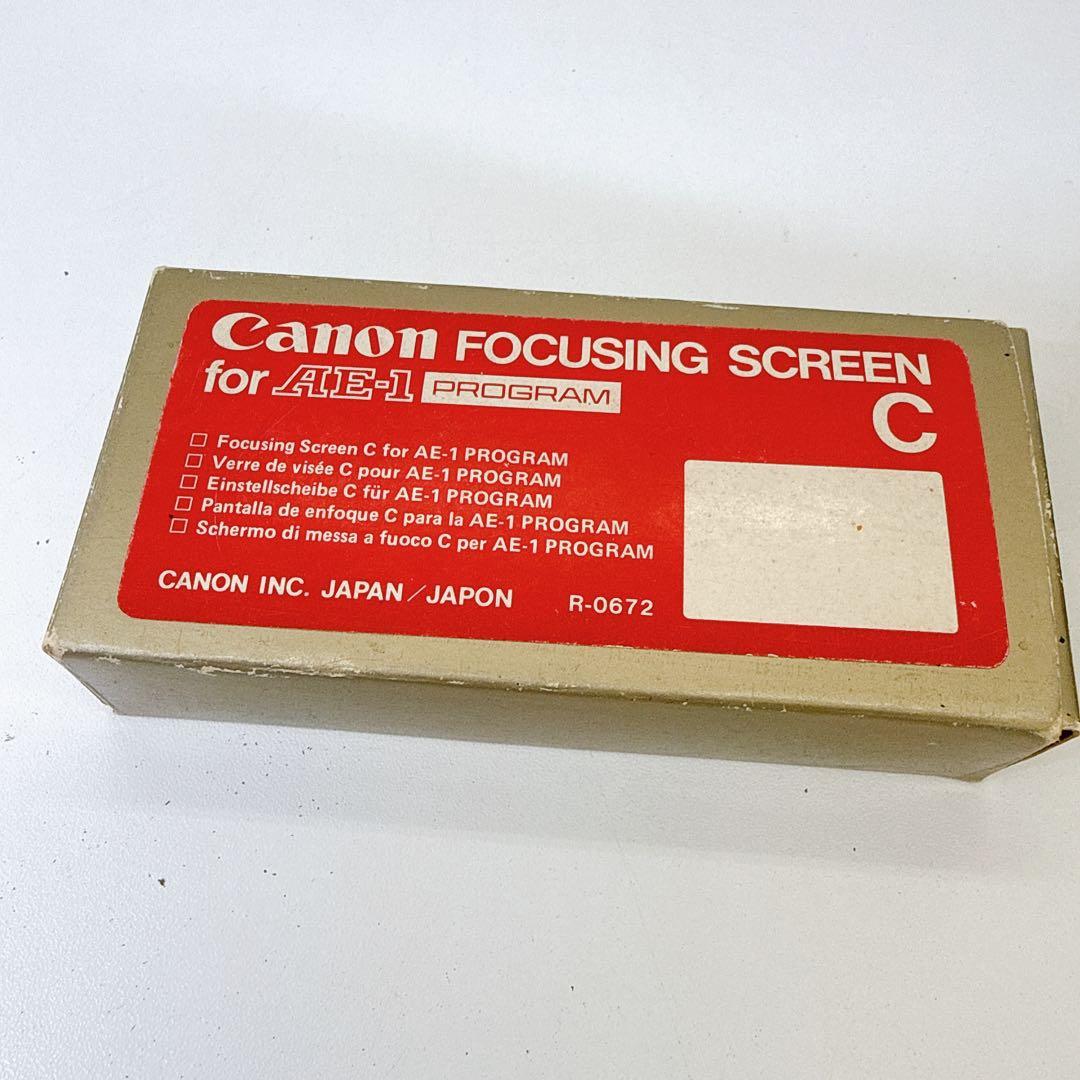 Canon FOCUSING SCREEN
for AE-1 PROGRAM
C
□ Focusing Screen C for AE-1 PROGRAM
□ Verre de visée C pour AE-1 PROGRAM
□ Einstellscheibe C für AE-1 PROGRAM
□ Pantalla de enfoque C para la AE-1 PROGRAM
□ Schermo di messa a fuoco C per AE-1 PROGRAM
CANON INC. JAPAN/JAPON R-0672